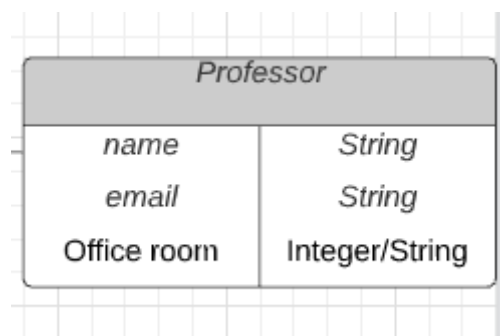 Professor
name String
email String
Office room Integer/String